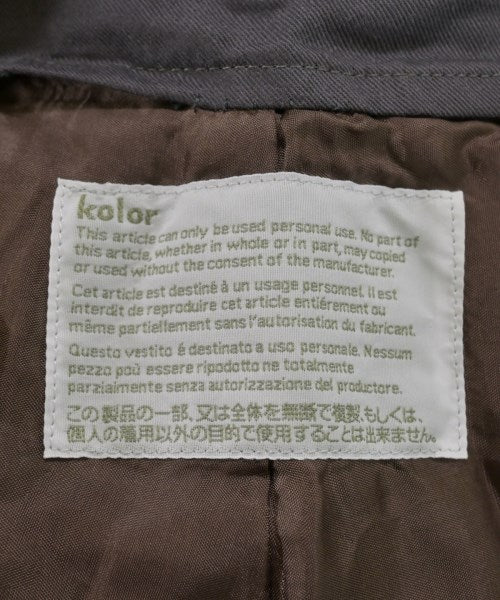 kolor
This article can only be used personal use. No part of
this article, whether in whole or in part, may copied
or used without the consent of the manufacturer.
Cet article est destiné à un usage personnel. Il est
interdit de reproduire cet article entiérement ou
même partiellement sans l'autorisation du fabricant.
Questo vestito é destinato a uso personale. Nessum
pezzo poú essere ripodotto ne totalmente
parzialmente senza autorizzazione del produttore.
この製品の一部、又は全体を無断で複製、もしくは、
個人の着用以外の目的で使用することは出来ません。